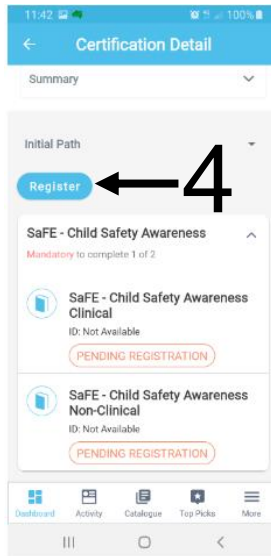 11:42 100%
Certification Detail
Summary
Initial Path
Register
4
SaFE - Child Safety Awareness
Mandatory to complete 1 of 2
SaFE - Child Safety Awareness
Clinical
ID: Not Available
PENDING REGISTRATION
SaFE - Child Safety Awareness
Non-Clinical
ID: Not Available
PENDING REGISTRATION
Dashboard Activity Catalogue Top Picks More